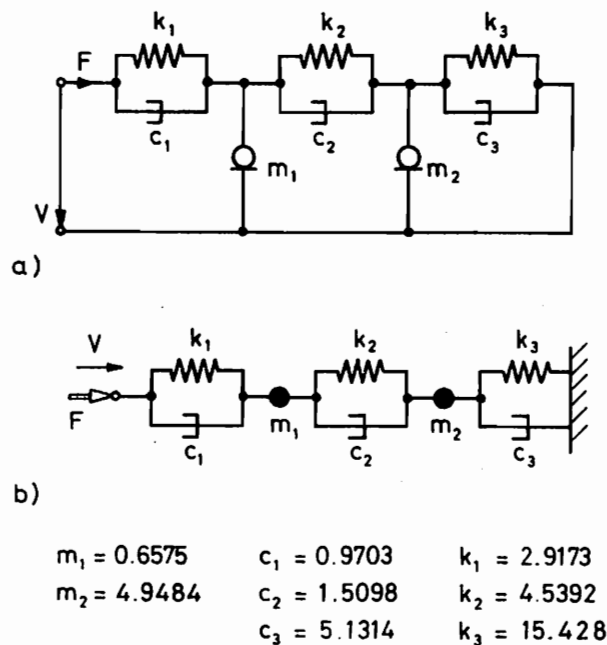 k₁ k₂ k₃
F
c₁ c₂ c₃
m₁ m₂
V
a)
k₁ k₂ k₃
V
F m₁ m₂
c₁ c₂ c₃
b)
m₁ = 0.6575 c₁ = 0.9703 k₁ = 2.9173
m₂ = 4.9484 c₂ = 1.5098 k₂ = 4.5392
c₃ = 5.1314 k₃ = 15.428